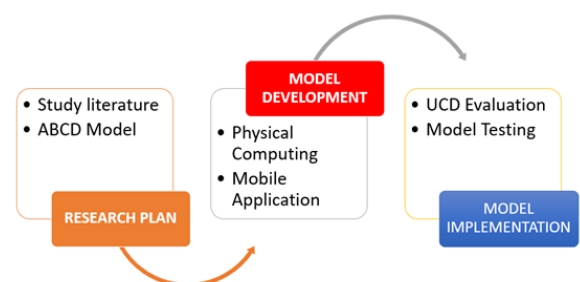 • Study literature
• ABCD Model
RESEARCH PLAN
MODEL
DEVELOPMENT
• Physical
Computing
• Mobile
Application
• UCD Evaluation
• Model Testing
MODEL
IMPLEMENTATION